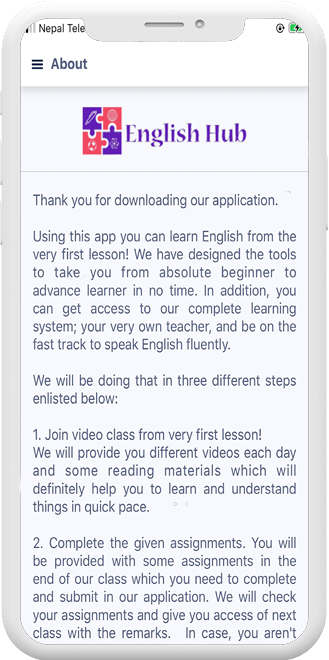 Nepal Tele
About
English Hub
Thank you for downloading our application.
Using this app you can learn English from the
very first lesson! We have designed the tools
to take you from absolute beginner to
advance learner in no time. In addition, you
can get access to our complete learning
system; your very own teacher, and be on the
fast track to speak English fluently.
We will be doing that in three different steps
enlisted below:
1. Join video class from very first lesson!
We will provide you different videos each day
and some reading materials which will
definitely help you to learn and understand
things in quick pace.
2. Complete the given assignments. You will
be provided with some assignments in the
end of our class which you need to complete
and submit in our application. We will check
your assignments and give you access of next
class with the remarks. In case, you aren't